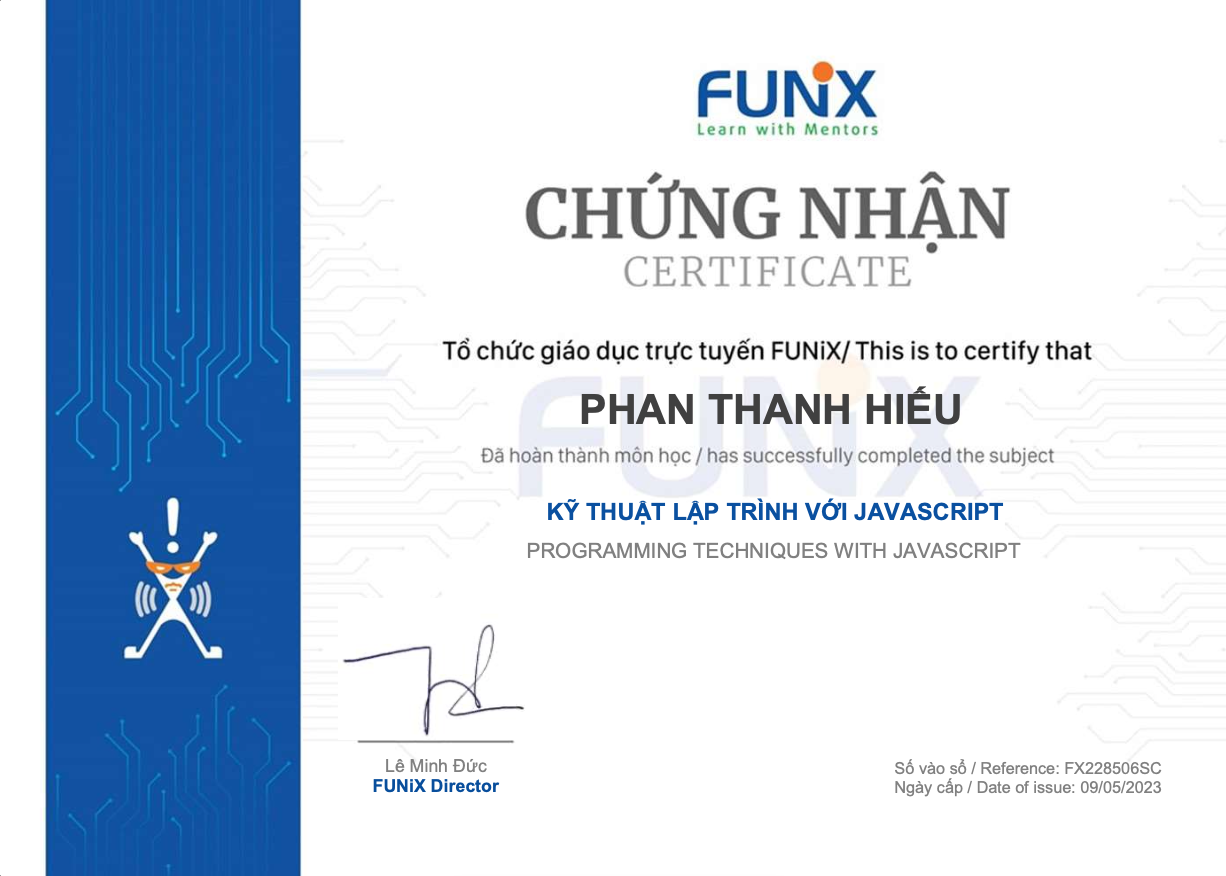 FUNiX
Learn with Mentors
CHỨNG NHẬN
CERTIFICATE
Tổ chức giáo dục trực tuyến FUNiX/ This is to certify that
PHAN THANH HIẾU
Đã hoàn thành môn học / has successfully completed the subject
KỸ THUẬT LẬP TRÌNH VỚI JAVASCRIPT
PROGRAMMING TECHNIQUES WITH JAVASCRIPT
Lê Minh Đức
FUNiX Director
Số vào sổ / Reference: FX228506SC
Ngày cấp / Date of issue: 09/05/2023